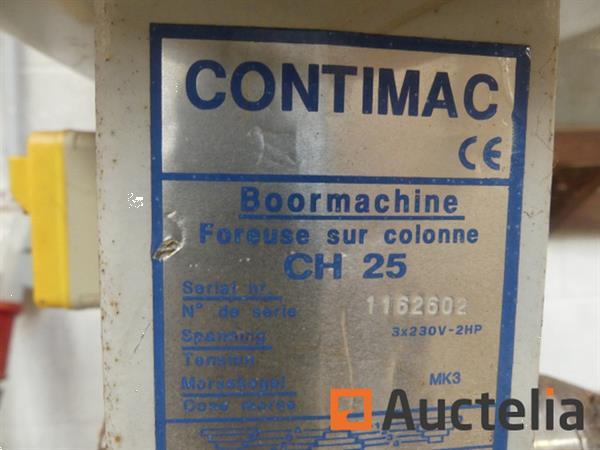 CONTIMAC
CE
Boormachine
Foreuse sur colonne
CH 25
Serial nr.
N° de série
1162602
Spanning
3x230V-2HP
Tension
Morsekegel
MK3
Cone morse
Auctelia